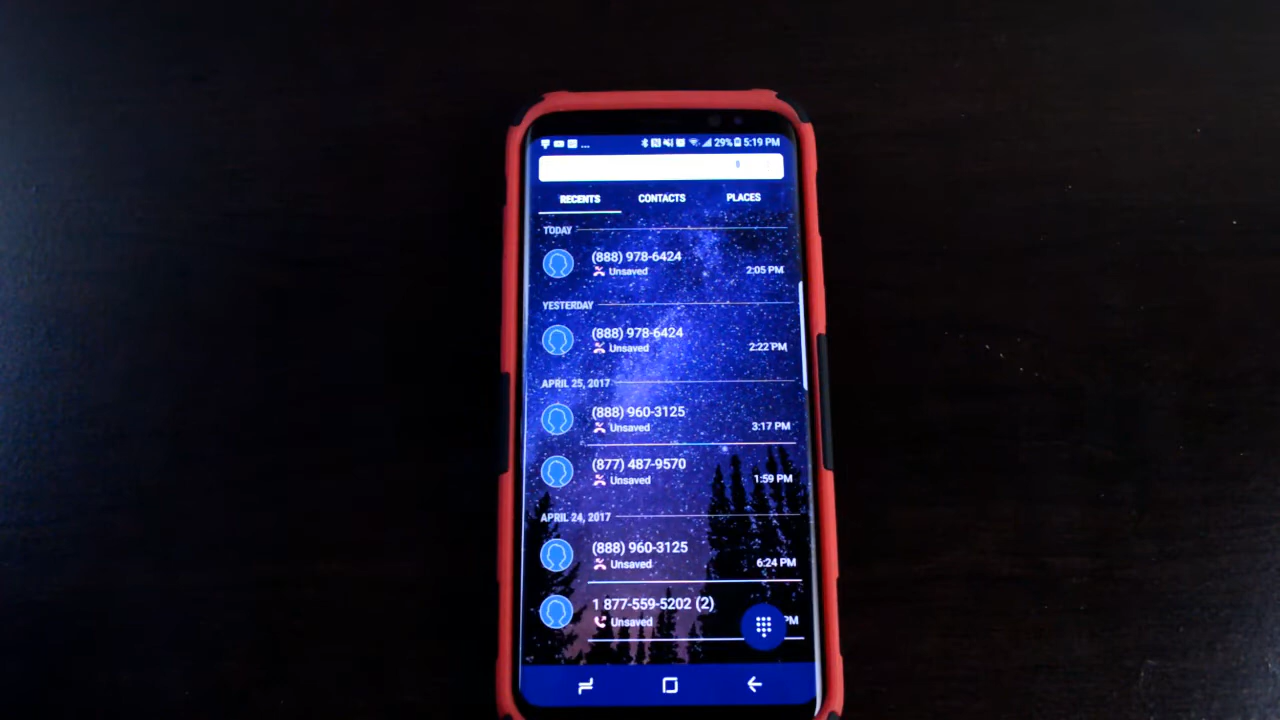 29% 5:19 PM
RECENTS CONTACTS PLACES
TODAY
(888) 978-6424
Unsaved 2:05 PM
YESTERDAY
(888) 978-6424
Unsaved 2:22 PM
APRIL 25, 2017
(888) 960-3125
Unsaved 3:17 PM
(877) 487-9570
Unsaved 1:59 PM
APRIL 24, 2017
(888) 960-3125
Unsaved 6:24 PM
1 877-559-5202 (2)
Unsaved PM